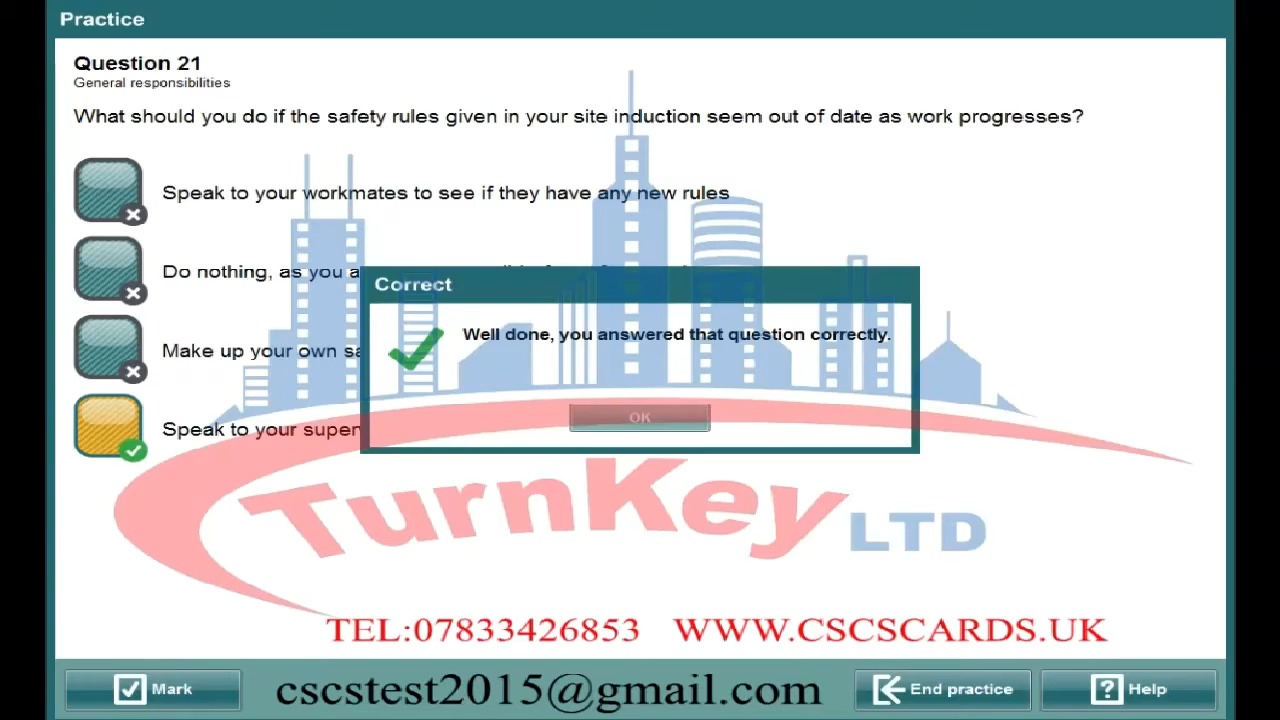 Practice
Question 21
General responsibilities
What should you do if the safety rules given in your site induction seem out of date as work progresses?
Speak to your workmates to see if they have any new rules
Do nothing, as you a
Correct
Well done, you answered that question correctly.
Make up your own sa
OK
Speak to your super
TurnKey LTD
TEL:07833426853 WWW.CSCSCARDS.UK
Mark
cscstest2015@gmail.com
End practice
Help